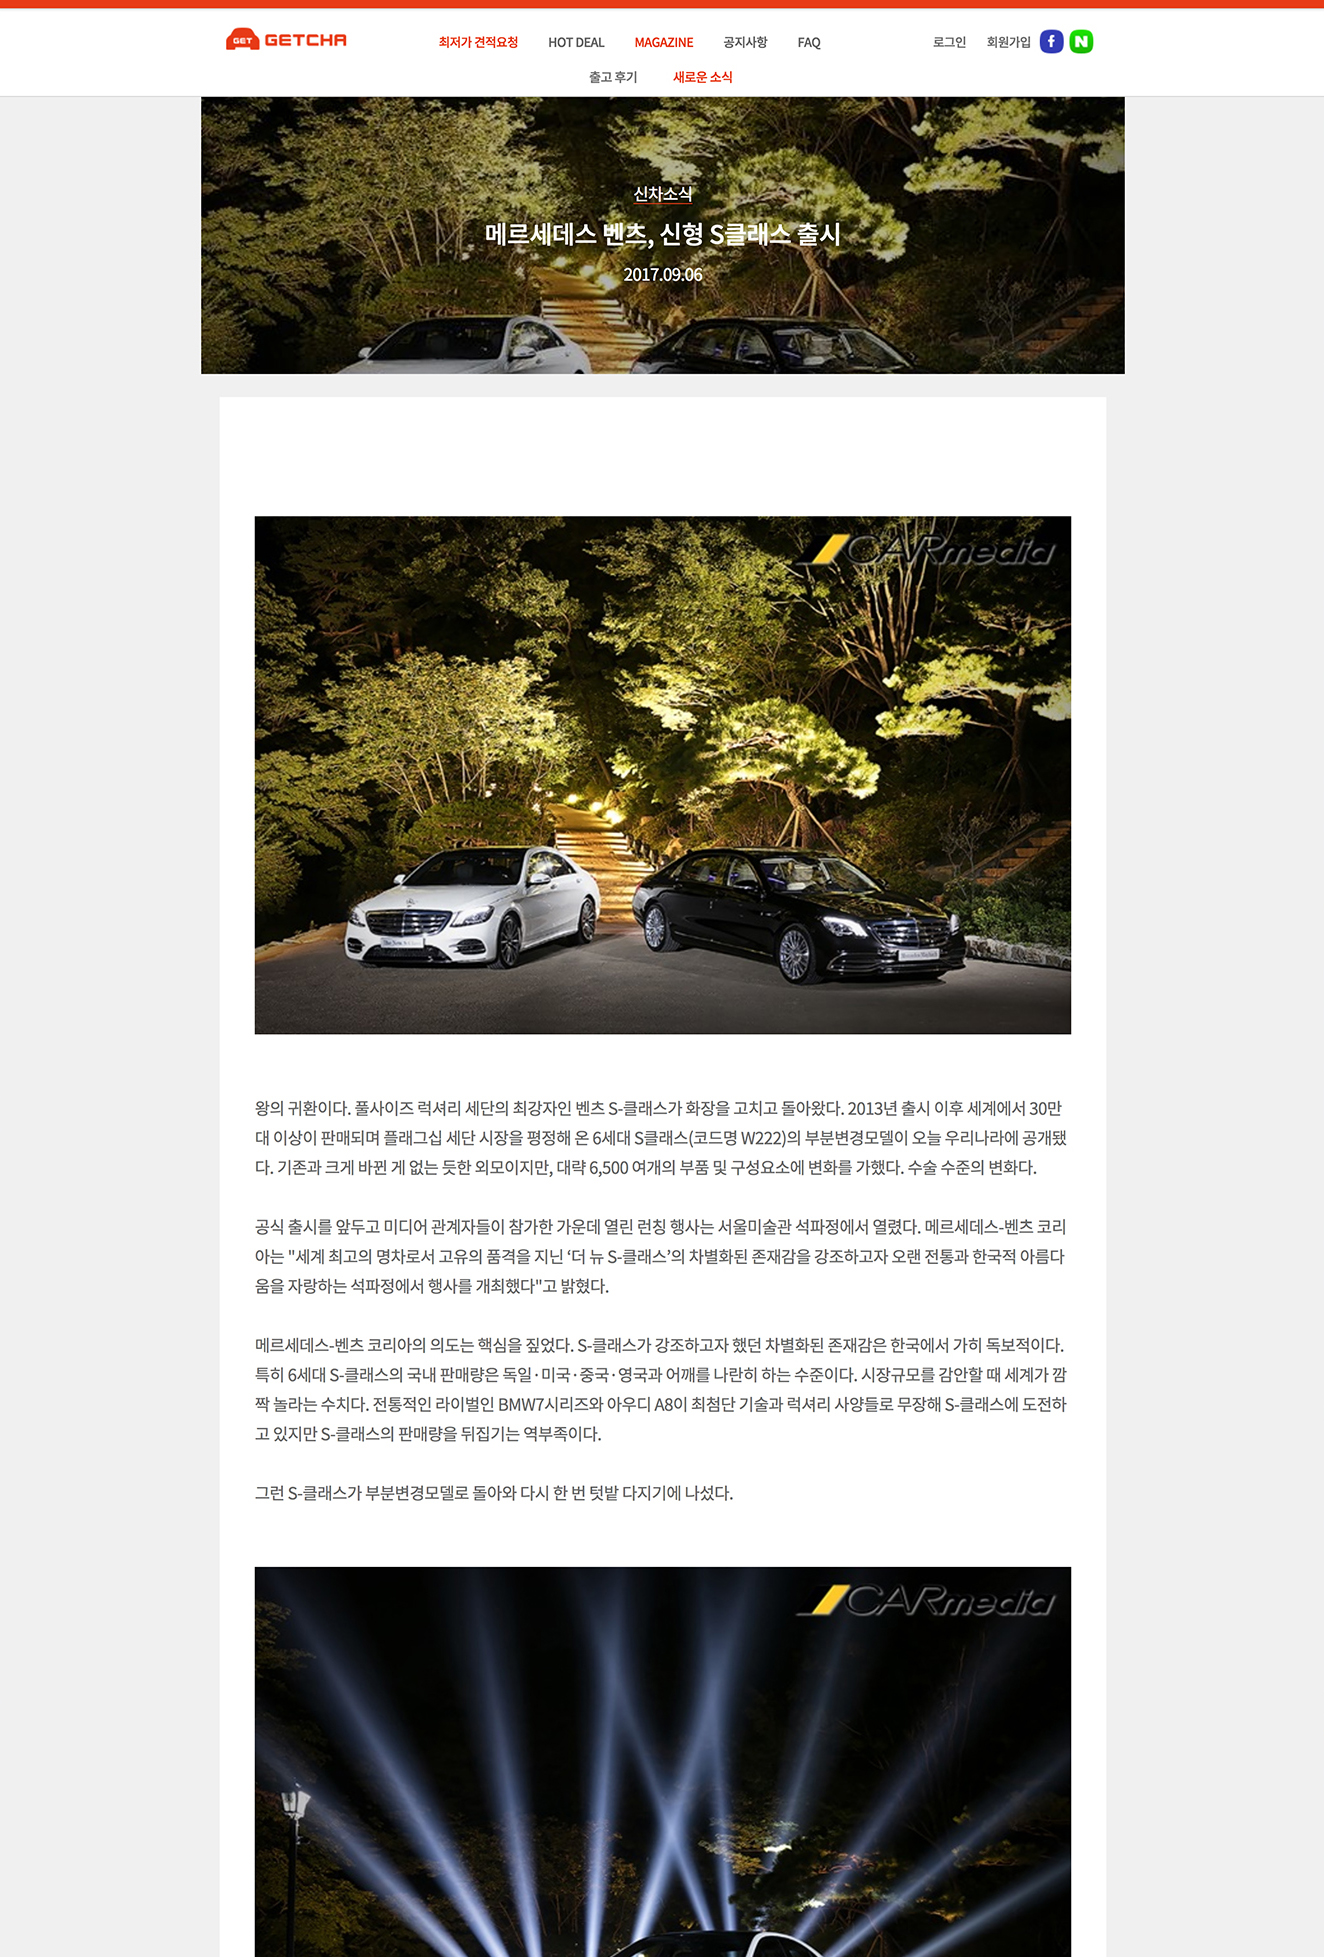 GET GETCHA
최저가 견적요청 HOT DEAL MAGAZINE 공지사항 FAQ
로그인 회원가입 f N
출고 후기 새로운 소식
신차소식
메르세데스 벤츠, 신형 S클래스 출시
2017.09.06
CARmedia
왕의 귀환이다. 풀사이즈 럭셔리 세단의 최강자인 벤츠 S-클래스가 화장을 고치고 돌아왔다. 2013년 출시 이후 세계에서 30만
대 이상이 판매되며 플래그십 세단 시장을 평정해 온 6세대 S클래스(코드명 W222)의 부분변경모델이 오늘 우리나라에 공개됐
다. 기존과 크게 바뀐 게 없는 듯한 외모이지만, 대략 6,500 여개의 부품 및 구성요소에 변화를 가했다. 수술 수준의 변화다.
공식 출시를 앞두고 미디어 관계자들이 참가한 가운데 열린 런칭 행사는 서울미술관 석파정에서 열렸다. 메르세데스-벤츠 코리
아는 "세계 최고의 명차로서 고유의 품격을 지닌 ‘더 뉴 S-클래스’의 차별화된 존재감을 강조하고자 오랜 전통과 한국적 아름다
움을 자랑하는 석파정에서 행사를 개최했다"고 밝혔다.
메르세데스-벤츠 코리아의 의도는 핵심을 짚었다. S-클래스가 강조하고자 했던 차별화된 존재감은 한국에서 가히 독보적이다.
특히 6세대 S-클래스의 국내 판매량은 독일·미국·중국·영국과 어깨를 나란히 하는 수준이다. 시장규모를 감안할 때 세계가 깜
짝 놀라는 수치다. 전통적인 라이벌인 BMW7시리즈와 아우디 A8이 최첨단 기술과 럭셔리 사양들로 무장해 S-클래스에 도전하
고 있지만 S-클래스의 판매량을 뒤집기는 역부족이다.
그런 S-클래스가 부분변경모델로 돌아와 다시 한 번 텃밭 다지기에 나섰다.
CARmedia